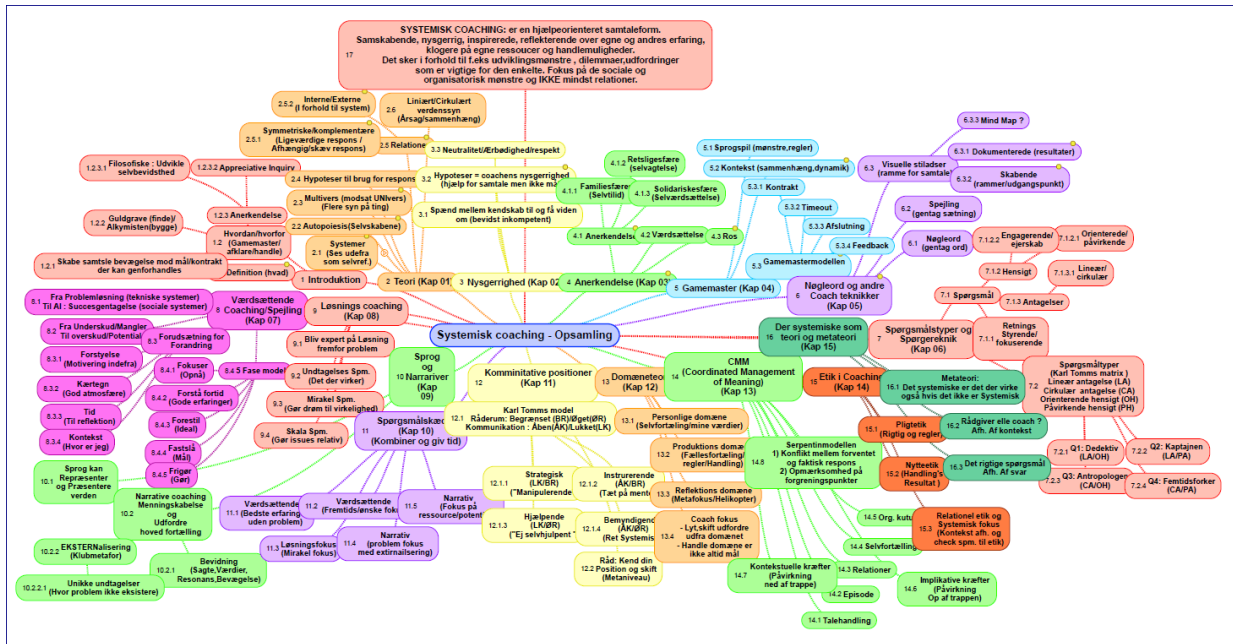 17
SYSTEMISK COACHING: er en hjælpeorienteret samtaleform.
Samskabende, nysgerrig, inspirerede, reflekterende over egne og andres erfaring,
klogere på egne ressoucer og handlemuligheder.
Det sker i forhold til f.eks udviklingsmønstre , dilemmaer,udfordringer
som er vigtige for den enkelte. Fokus på de sociale og
organisatorisk mønstre og IKKE mindst relationer.
Systemisk coaching - Opsamling
1 Introduktion
Definition (hvad)
1.2 Hvordan/hvorfor
(Gamemaster/
afklare/handle)
1.2.1 Skabe samtsle bevægelse mod mål/kontrakt
der kan genforhandles
1.2.2 Guldgrave (finde)/
Alkymisten(bygge)
1.2.3 Anerkendelse
1.2.3.1 Filosofiske : Udvikle
selvbevidsthed
1.2.3.2 Appreciative Inquiry
2 Teori (Kap 01)
2.1 Systemer
(Ses udefra
som selvref.)
2.2 Autopoiesis(Selvskabene)
2.3 Multivers (modsat UNIvers)
(Flere syn på ting)
2.4 Hypoteser til brug for respons
2.5 Relationer
2.5.1 Symmetriske/komplementære
(Ligeværdige respons /
Afhængig/skæv respons)
2.5.2 Interne/Externe
(I forhold til system)
2.6 Liniært/Cirkulært
verdenssyn
(Årsag/sammenhæng)
3 Nysgerrighed (Kap 02)
3.1 Spænd mellem kendskab til og få viden
om (bevidst inkompetent)
3.2 Hypoteser = coachens nysgerrighed
(hjælp for samtale men ikke
3.3 Neutralitet/Ærbødighed/respekt
4 Anerkendelse (Kap 03)
4.1 Anerkendelse
4.1.1 Familiesfære
(Selvtilid)
4.1.2 Retsligesfære
(selvagtelse)
4.1.3 Solidariskesfære
(Selværdsættelse)
4.2 Værdsættelse
4.3 Ros
5 Gamemaster (Kap 04)
5.1 Sprogspil (mønstre,regler)
5.2 Kontekst (sammenhæng,dynamik)
5.3 Gamemastermodellen
5.3.1 Kontrakt
5.3.2 Timeout
5.3.3 Afslutning
5.3.4 Feedback
6 Nøgleord og andre
Coach teknikker
(Kap 05)
6.1 Nøgleord
(gentag ord)
6.2 Spejling
(gentag sætning)
6.3 Visuelle stiladser
(ramme for samtale)
6.3.1 Dokumenterede (resultater)
6.3.2 Skabende
(rammer/udgangspunkt)
6.3.3 Mind Map ?
7 Spørgsmålstyper og
Spørgereknik
(Kap 06)
7.1 Spørgsmål
7.1.1 Retnings
Styrende/
fokuserende
7.1.2 Hensigt
7.1.2.1 Orienterede/
påvirkende
7.1.2.2 Engagerende/
ejerskab
7.1.3 Antagelser
7.1.3.1 Lineær/
cirkulær
7.2 Spørgsmåltyper
(Karl Tomms matrix )
Lineær antagelse (LA)
Cirkulær antagelse (CA)
Orienterende hensigt (OH)
Påvirkende hensigt (PH)
7.2.1 Q1: Dedektiv
(LA/OH)
7.2.2 Q2: Kaptajnen
(LA/PA)
7.2.3 Q3: Antropologen
(CA/OH)
7.2.4 Q4: Femtidsforker
(CA/PA)
8 Værdsættende
Coaching/Spejling
(Kap 07)
8.1 Fra Problemløsning (tekniske systemer)
Til AI : Succesgentagelse (sociale systemer)
8.2 Fra Underskud/Mangler
Til overskud/Potential
8.3 Forudsætning for
Forandring
8.3.1 Forstyelse
(Motivering indefra)
8.3.2 Kærtegn
(God atmosfære)
8.3.3 Tid
(Til reflektion)
8.3.4 Kontekst
(Hvor er jeg)
8.4 5 Fase model
8.4.1 Fokuser
(Opnå)
8.4.2 Forstå fortid
(Gode erfaringer)
8.4.3 Forestil
(Ideal)
8.4.4 Fastslå
(Mål)
8.4.5 Frigør
(Gør)
9 Løsnings coaching
(Kap 08)
9.1 Bliv expert på Løsning
fremfor problem
9.2 Undtagelses Spm.
(Det der virker)
9.3 Mirakel Spm.
(Gør drøm til virkelighed)
9.4 Skala Spm.
(Gør issues relativ)
10 Sprog
og
Narrariver
(Kap
09)
10.1 Sprog kan
Repræsenter
og Præsentere
verden
10.2 Narrative coaching
Menningskabelse
og
Udfordre
hoved fortælling
10.2.1 Bevidning
(Sagte,Værdier,
Resonans,Bevægelse)
10.2.2 EKSTERNalisering
(Klubmetafor)
10.2.2.1 Unikke undtagelser
(Hvor problem ikke eksistere)
11 Spørgsmålskæd
(Kap 10)
(Kombiner og giv tid)
11.1 Værdsættende
(Bedste erfaring
uden problem)
11.2 Værdsættende
(Fremtids/ønske fokus
11.3 Løsningsfokus
(Mirakel fokus)
11.4 Narrativ
(problem fokus
med extirnailsering)
11.5 Narrativ
(Fokus på
ressource/potent
12 Komminitative positioner
(Kap 11)
12.1 Karl Tomms model
Råderum: Begrænset (BR)/Øget(ØR)
Kommunikation : Åben(ÅK)/Lukket(LK)
12.1.1 Strategisk
(LK/BR)
("Manipulerende
12.1.2 Instrurerende
(ÅK/BR)
(Tæt på
12.1.3 Hjælpende
(LK/ØR)
("Ej selvhjulpent
12.1.4 Bemyndigende
(ÅK/ØR)
(Ret Systemisk
12.2 Råd: Kend din
Position og skift
(Metaniveau)
13 Domæneteori
(Kap 12)
13.1 Personlige domæne
(Selfortæling/mine værdier)
13.2 Produktions
(Fællesfortæling/
regler/Handling)
13.3 Reflektions domæne
(Metafokus/Helikopter)
13.4 Coach fokus
- Lyt,skift udfordre
udfra domænet
- Handle domæne er
ikke altid mål
14 CMM
(Coordinated Management
of Meaning)
(Kap 13)
14.1 Talehandling
14.2 Episode
14.3 Relationer
14.4 Selvfortælling
14.5 Org. kutur
14.6 Implikative kræfter
(Påvirkning
Op af trappen)
14.7 Kontekstuelle kræfter
(Påvirkning
ned af trappe)
14.8 Serpentinmodellen
1) Konflikt mellem forventet
og faktisk respons
2) Opmærksomhed på
forgreningspunkter
15 Etik i Coaching
(Kap 14)
15.1 Pligtetik
(Rigtig og regler)
15.2 Nytteetik
(Handling's
Resultat )
15.3 Relationel etik og
Systemisk fokus
(Kontekst afh. og
check spm. til etik)
16 Der systemiske som
teori og metateori
(Kap 15)
16.1 Metateori:
Det systemiske er det der virke
også hvis det ikke er Systemisk
16.2 Rådgiver elle coach ?
Afh. Af kontekst
16.3 Det rigtige spørgsmål
Afh. Af svar